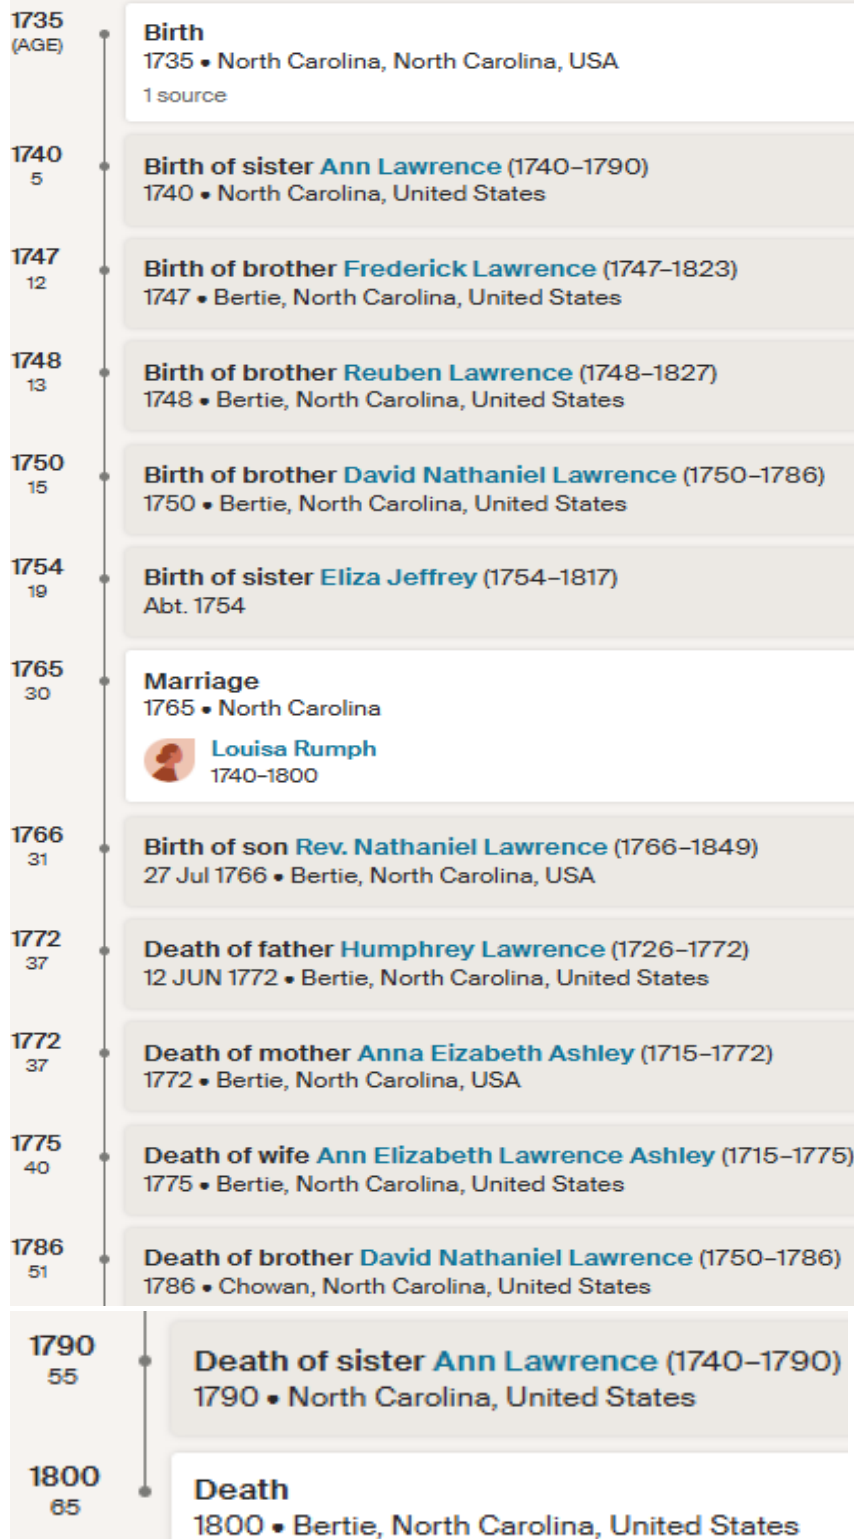 1735
(AGE)
Birth
1735 • North Carolina, North Carolina, USA
1 source
1740
5
Birth of sister Ann Lawrence (1740–1790)
1740 • North Carolina, United States
1747
12
Birth of brother Frederick Lawrence (1747–1823)
1747 • Bertie, North Carolina, United States
1748
13
Birth of brother Reuben Lawrence (1748–1827)
1748 • Bertie, North Carolina, United States
1750
15
Birth of brother David Nathaniel Lawrence (1750–1786)
1750 • Bertie, North Carolina, United States
1754
19
Birth of sister Eliza Jeffrey (1754–1817)
Abt. 1754
1765
30
Marriage
1765 • North Carolina
Louisa Rumph
1740–1800
1766
31
Birth of son Rev. Nathaniel Lawrence (1766–1849)
27 Jul 1766 • Bertie, North Carolina, USA
1772
37
Death of father Humphrey Lawrence (1726–1772)
12 JUN 1772 • Bertie, North Carolina, United States
1772
37
Death of mother Anna Eizabeth Ashley (1715–1772)
1772 • Bertie, North Carolina, USA
1775
40
Death of wife Ann Elizabeth Lawrence Ashley (1715–1775)
1775 • Bertie, North Carolina, United States
1786
51
Death of brother David Nathaniel Lawrence (1750–1786)
1786 • Chowan, North Carolina, United States
1790
55
Death of sister Ann Lawrence (1740–1790)
1790 • North Carolina, United States
1800
65
Death
1800 • Bertie, North Carolina, United States